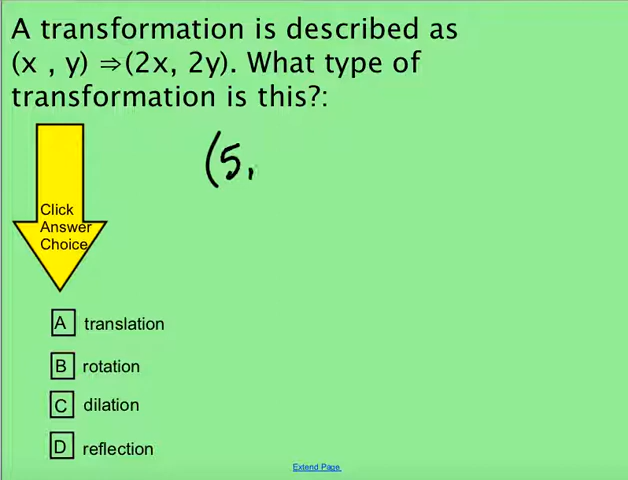 A transformation is described as
(x , y) ⇒(2x, 2y). What type of
transformation is this?:
(5,
Click
Answer
Choice
A translation
B rotation
C dilation
D reflection
Extend Page